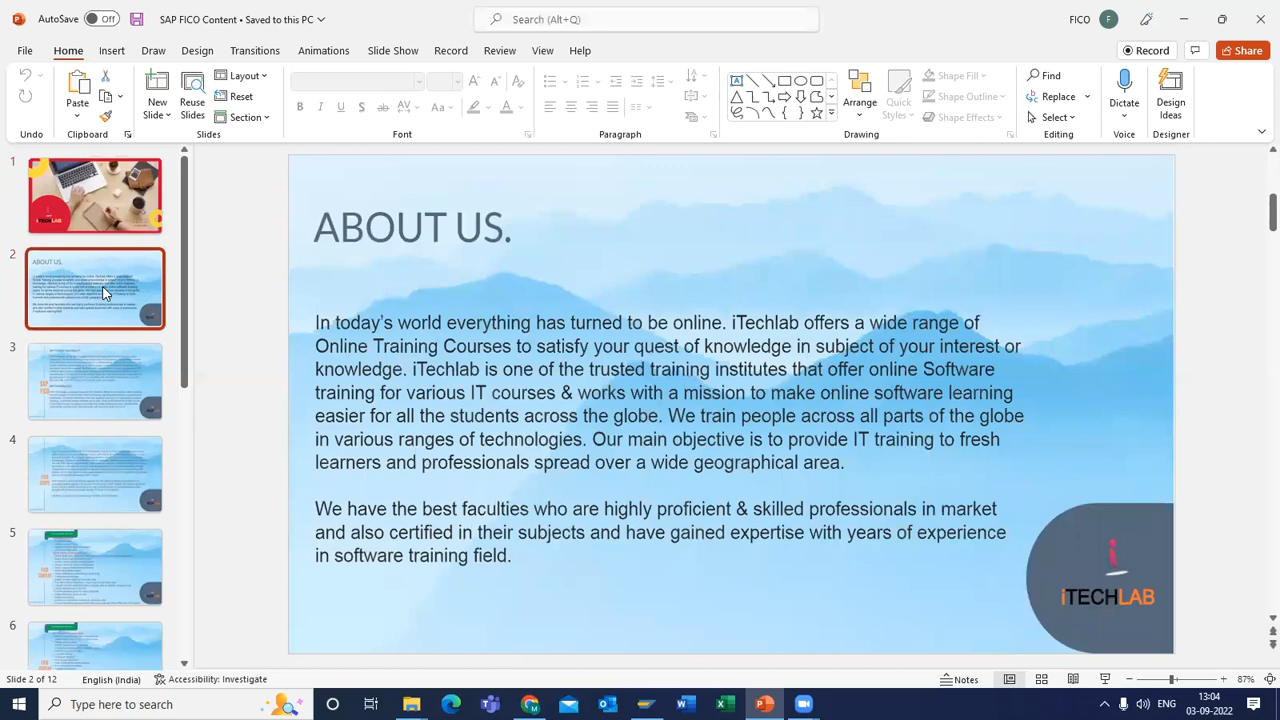 AutoSave Off SAP FICO Content • Saved to this PC Search (Alt+Q) FICO F
File Home Insert Draw Design Transitions Animations Slide Show Record Review View Help Record Share
Paste New Slide Reuse Slides Layout Reset Section Shape Fill Shape Outline Shape Effects Arrange Quick Styles Find Replace Select Dictate Design Ideas
Undo Clipboard Slides Font Paragraph Drawing Editing Voice Designer
1
2
3
4
5
6
ABOUT US.
In today's world everything has turned to be online. iTechlab offers a wide range of
Online Training Course to satisfy your quest of knowledge in subject of your interest or
knowledge. iTechlab is one of the trusted training institutes that offer online Software
training for various IT courses & works with a mission to make online software learning
easier for all the students across the globe. We train people across all parts of the globe
in various ranges of technologies. Our main objective is to provide IT training to fresh
learners and professionals spread over a wide geographical area.
We have the best faculties who are highly proficient & skilled professionals in market
and also certified in their subjects and have gained expertise with years of experience
in software training field.
iTECHLAB
Slide 2 of 12 English (India) Accessibility: Investigate Notes 87%
Type here to search ENG 13:04
03-09-2022